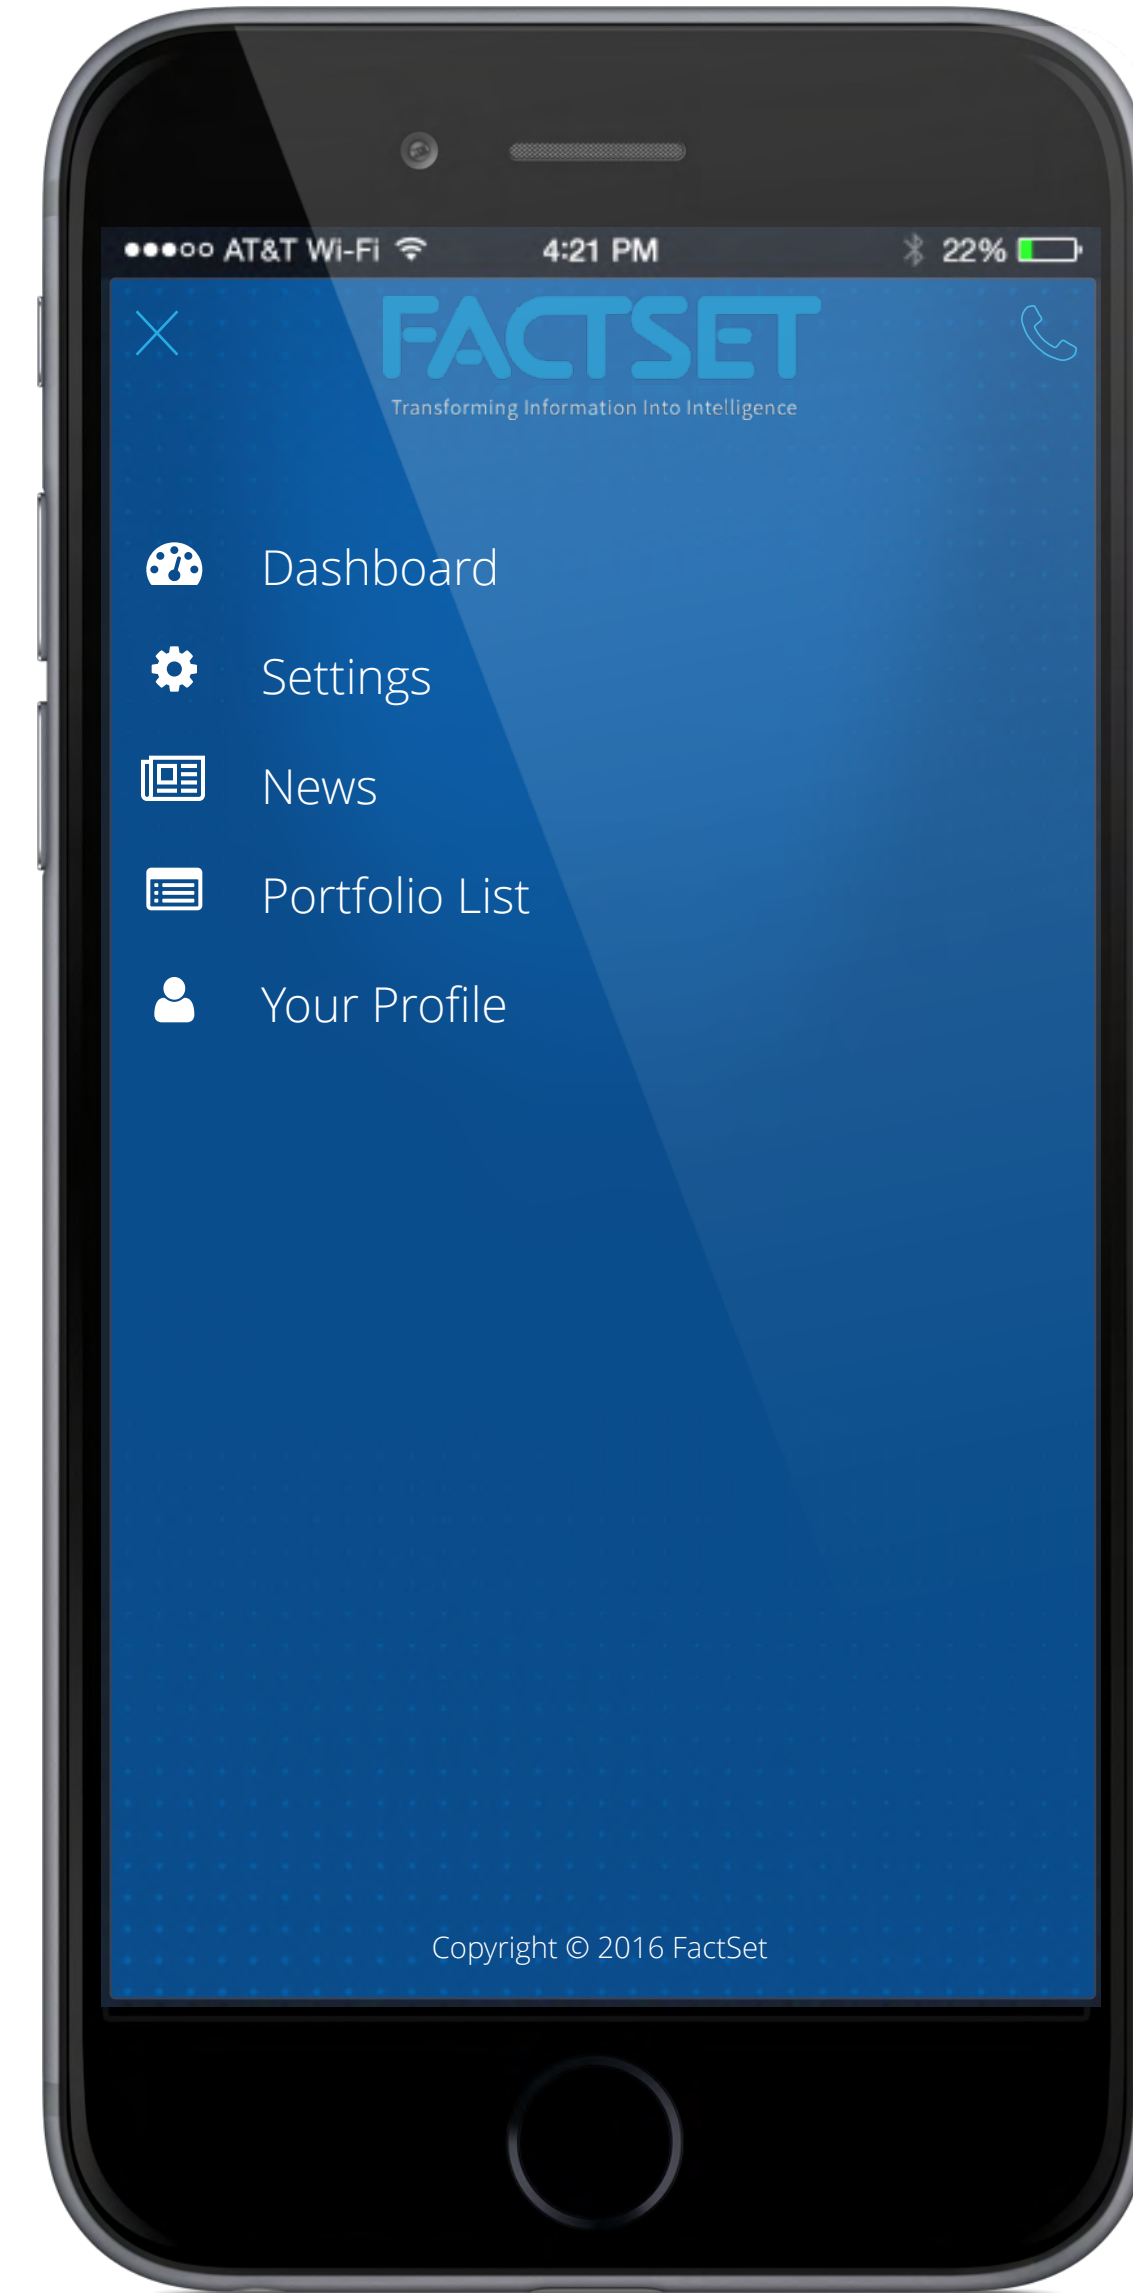 AT&T Wi-Fi 4:21 PM 22%
FACTSET
Transforming Information Into Intelligence
Dashboard
Settings
News
Portfolio List
Your Profile
Copyright © 2016 FactSet